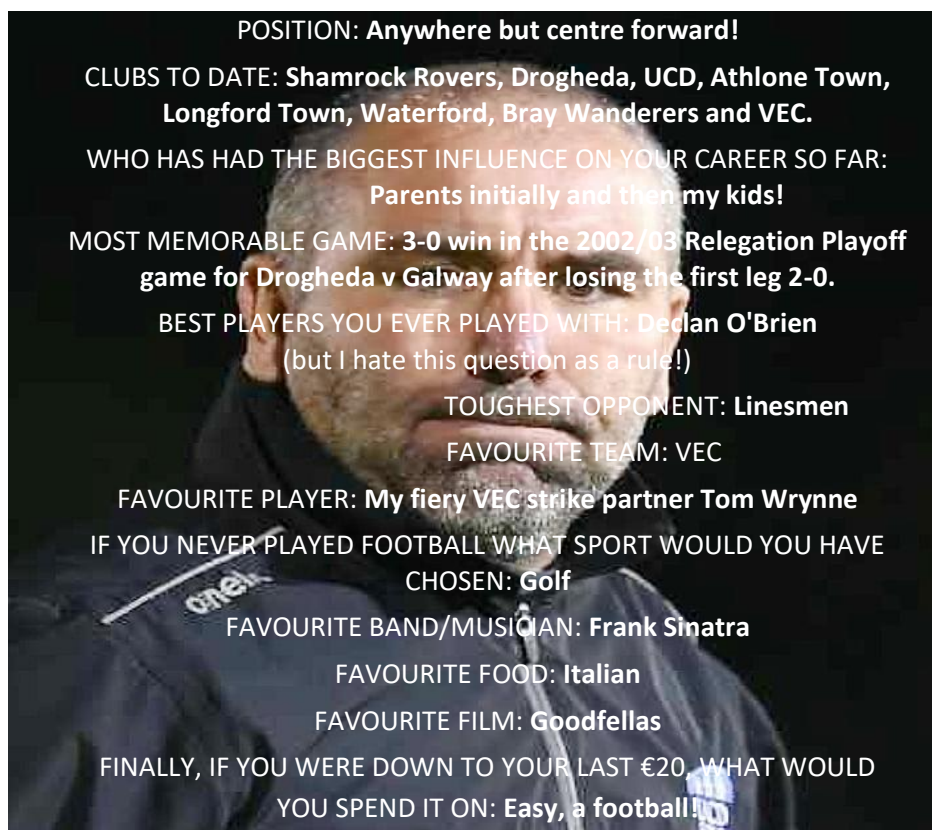 POSITION: Anywhere but centre forward!
CLUBS TO DATE: Shamrock Rovers, Drogheda, UCD, Athlone Town,
Longford Town, Waterford, Bray Wanderers and VEC.
WHO HAS HAD THE BIGGEST INFLUENCE ON YOUR CAREER SO FAR:
Parents initially and then my kids!
MOST MEMORABLE GAME: 3-0 win in the 2002/03 Relegation Playoff
game for Drogheda v Galway after losing the first leg 2-0.
BEST PLAYERS YOU EVER PLAYED WITH: Declan O'Brien
(but I hate this question as a rule!)
TOUGHEST OPPONENT: Linesmen
FAVOURITE TEAM: VEC
FAVOURITE PLAYER: My fiery VEC strike partner Tom Wrynne
IF YOU NEVER PLAYED FOOTBALL WHAT SPORT WOULD YOU HAVE
CHOSEN: Golf
FAVOURITE BAND/MUSICIAN: Frank Sinatra
FAVOURITE FOOD: Italian
FAVOURITE FILM: Goodfellas
FINALLY, IF YOU WERE DOWN TO YOUR LAST €20, WHAT WOULD
YOU SPEND IT ON: Easy, a football!